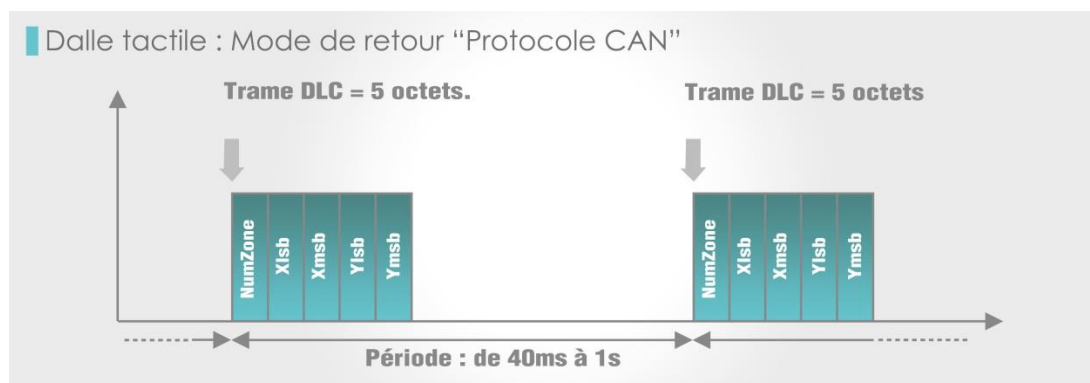 Dalle tactile : Mode de retour “Protocole CAN”
Trame DLC = 5 octets.
Trame DLC = 5 octets
NumZone
Xlsb
Xmsb
Ylsb
Ymsb
NumZone
Xlsb
Xmsb
Ylsb
Ymsb
Période : de 40ms à 1s